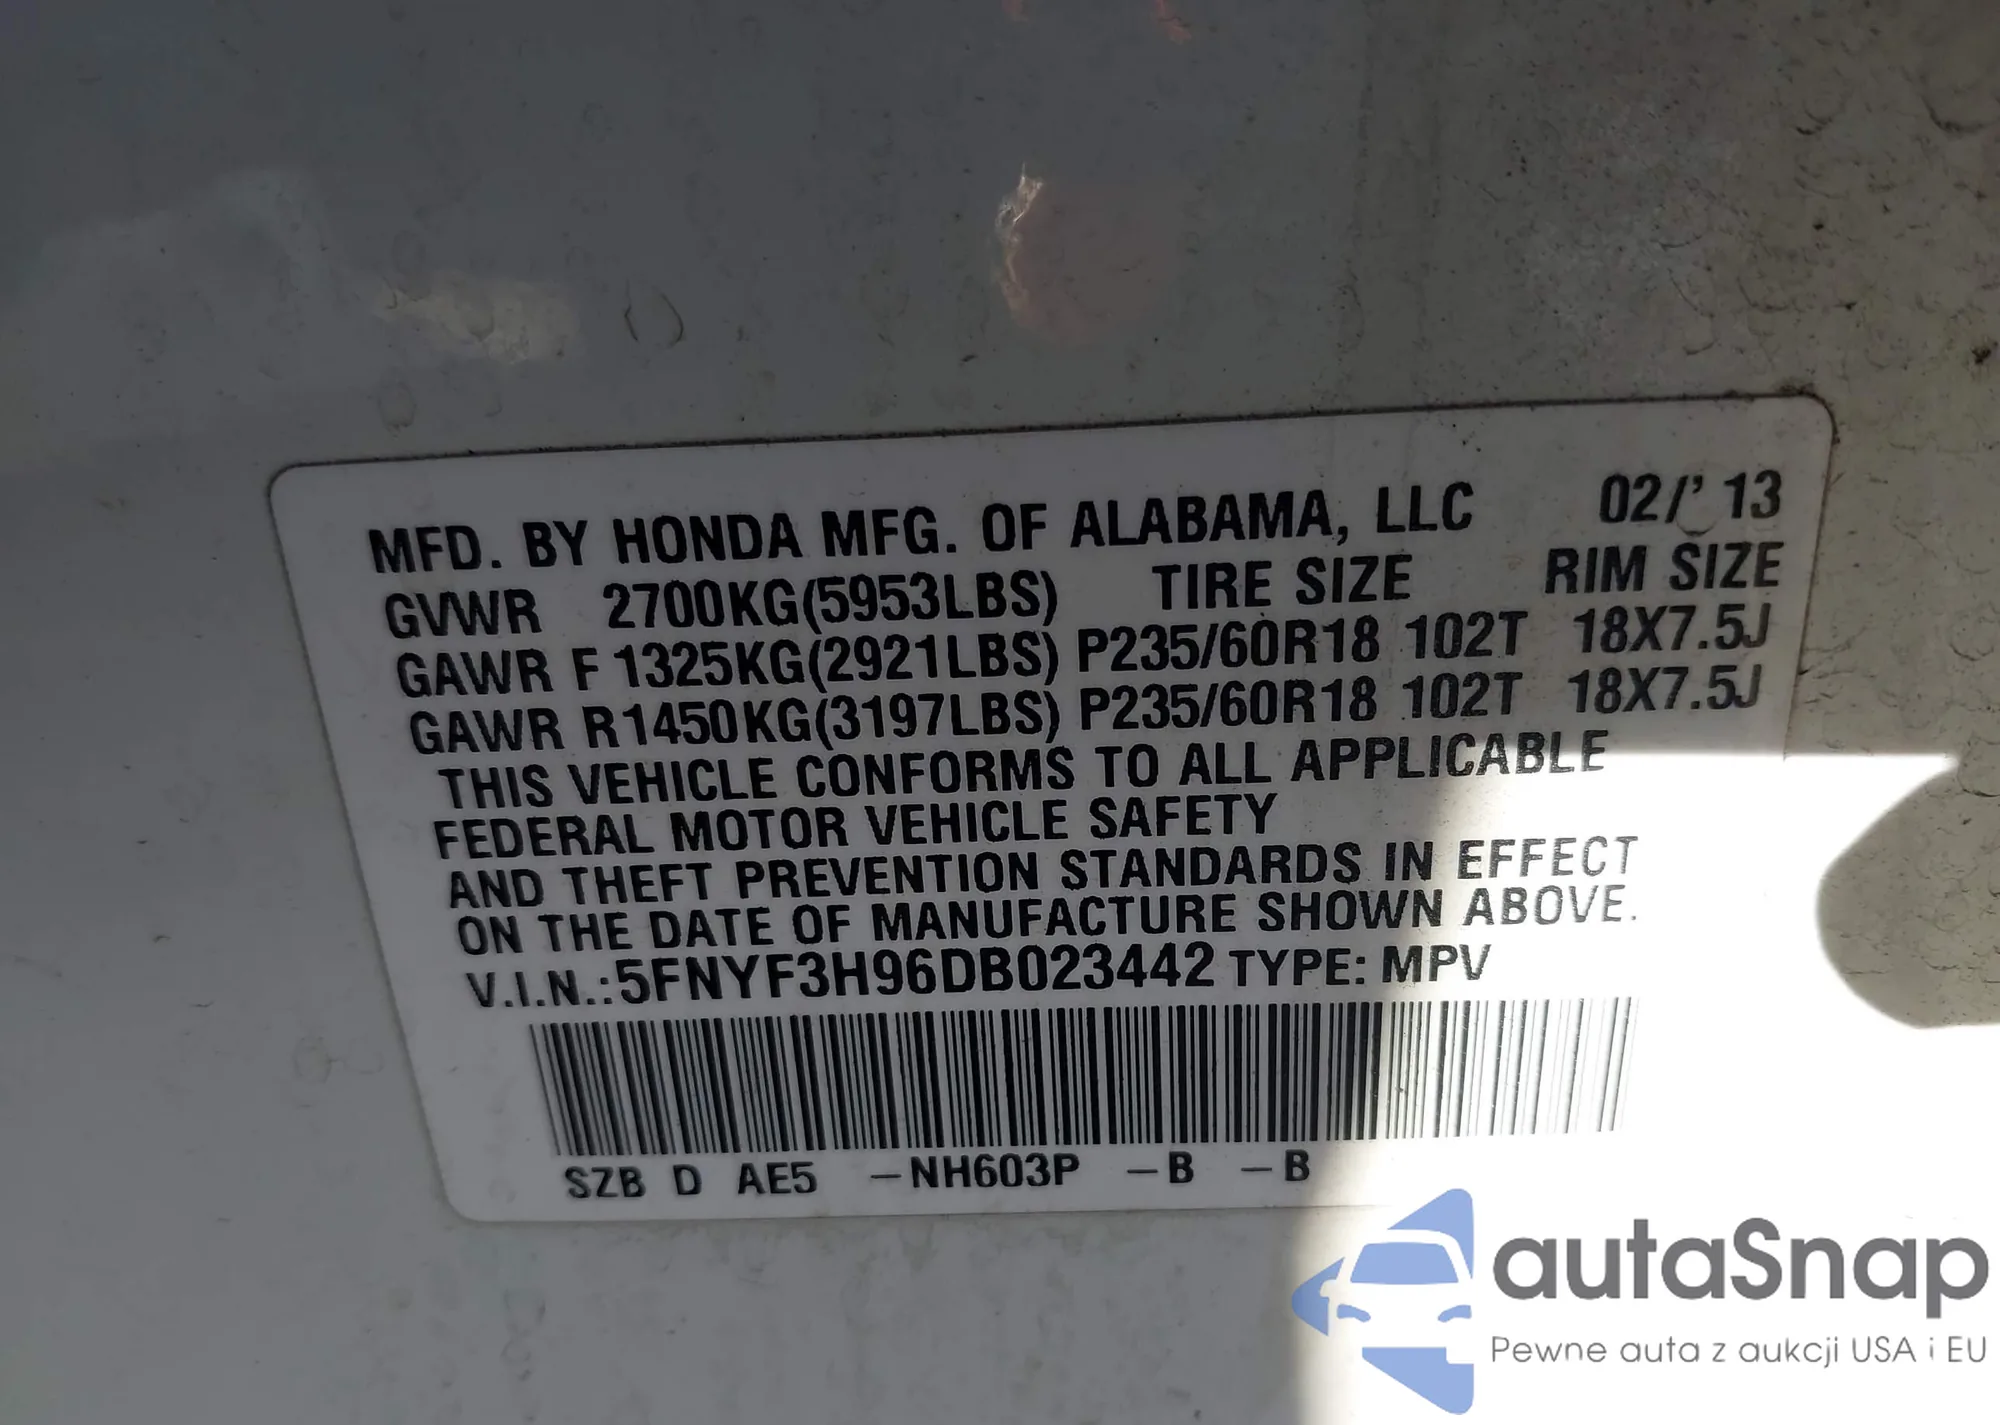 MFD. BY HONDA MFG. OF ALABAMA, LLC 02/' 13
GVWR 2700KG(5953LBS) TIRE SIZE RIM SIZE
GAWR F 1325KG(2921LBS) P235/60R18 102T 18X7.5J
GAWR R1450KG(3197LBS) P235/60R18 102T 18X7.5J
THIS VEHICLE CONFORMS TO ALL APPLICABLE
FEDERAL MOTOR VEHICLE SAFETY
AND THEFT PREVENTION STANDARDS IN EFFECT
ON THE DATE OF MANUFACTURE SHOWN ABOVE.
V.I.N.:5FNYF3H96DB023442 TYPE: MPV
SZB D AE5 -NH603P -B -B
autaSnap
Pewne auta z aukcji USA i EU